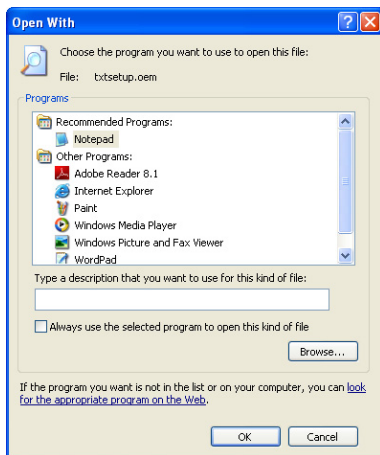 Open With
Choose the program you want to use to open this file:
File: txtsetup.oem
Programs
Recommended Programs:
Notepad
Other Programs:
Adobe Reader 8.1
Internet Explorer
Paint
Windows Media Player
Windows Picture and Fax Viewer
WordPad
Type a description that you want to use for this kind of file:
Always use the selected program to open this kind of file
Browse...
If the program you want is not in the list or on your computer, you can look
for the appropriate program on the Web.
OK Cancel